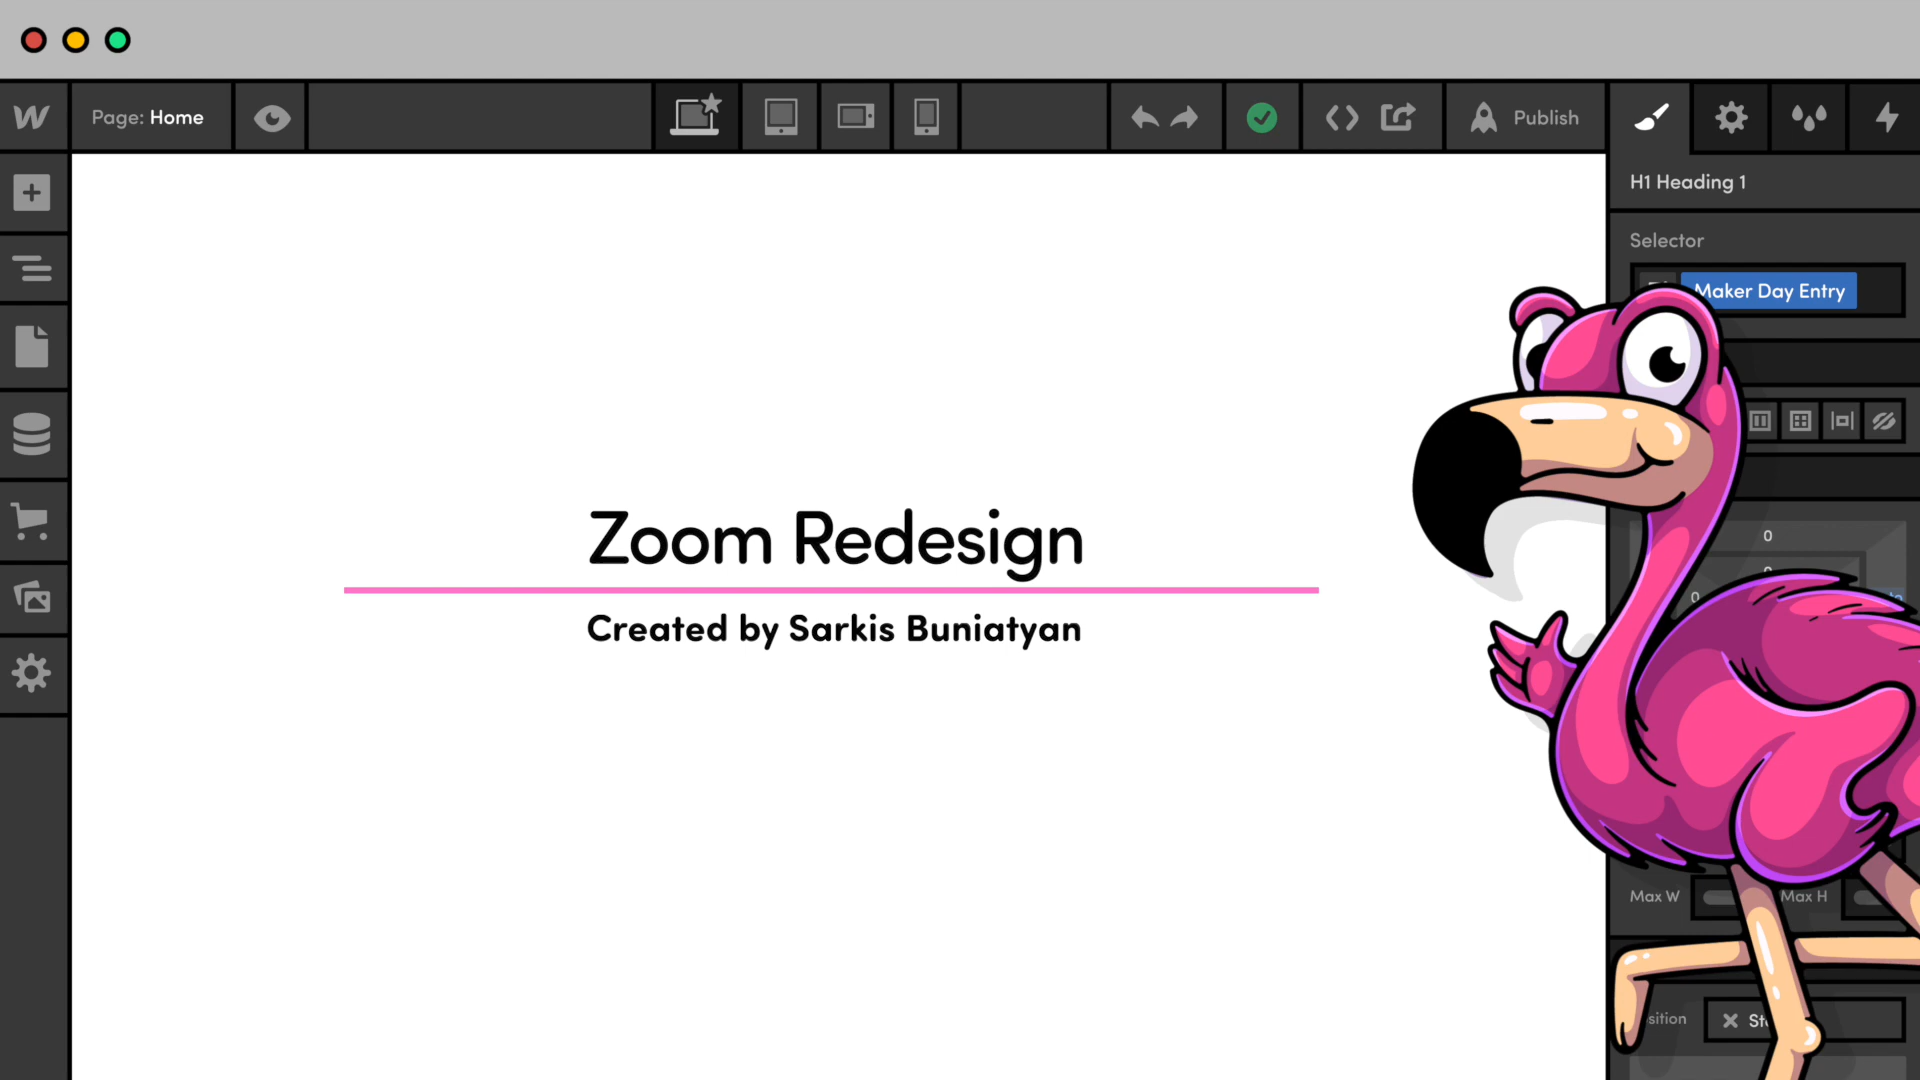 Page: Home
Publish
H1 Heading 1
Selector
Maker Day Entry
Zoom Redesign
Created by Sarkis Buniatyan
0
0
Max W
Max H